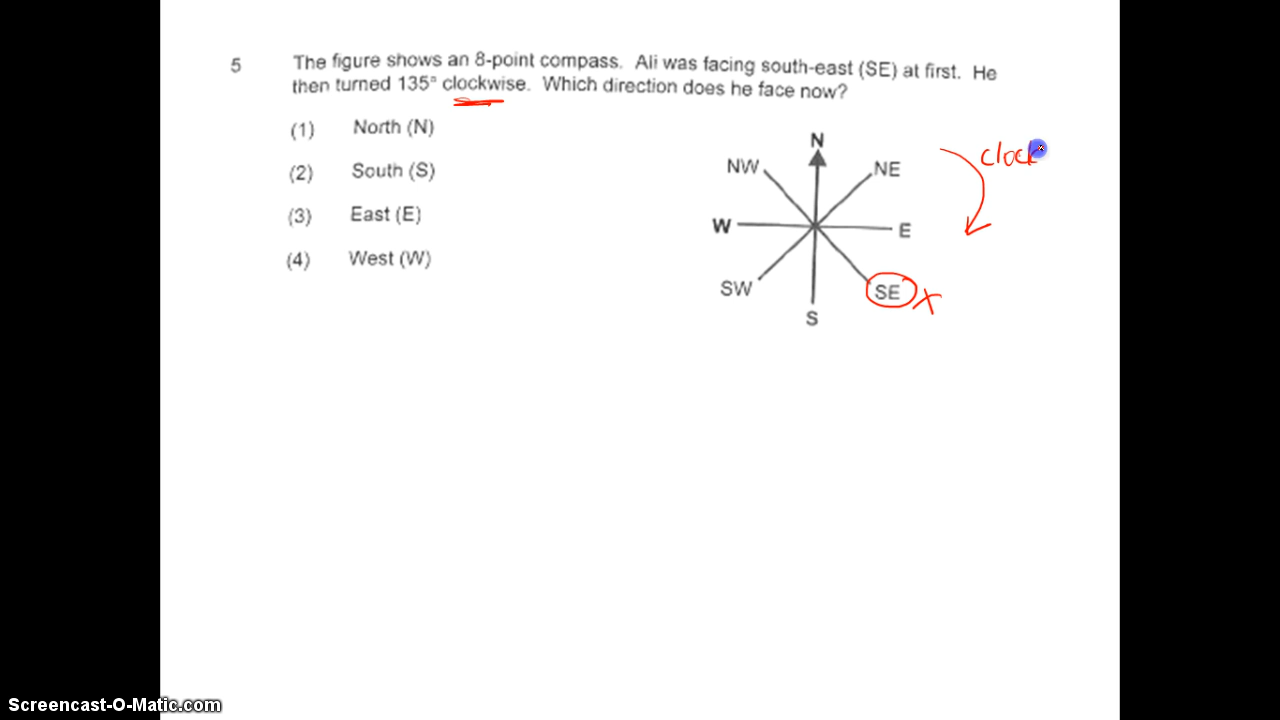 5 The figure shows an 8-point compass. Ali was facing south-east (SE) at first. He
then turned 135° clockwise. Which direction does he face now?
(1) North (N)
(2) South (S)
(3) East (E)
(4) West (W)
N
NW NE
clock
W E
SW SE x
S
Screencast-O-Matic.com